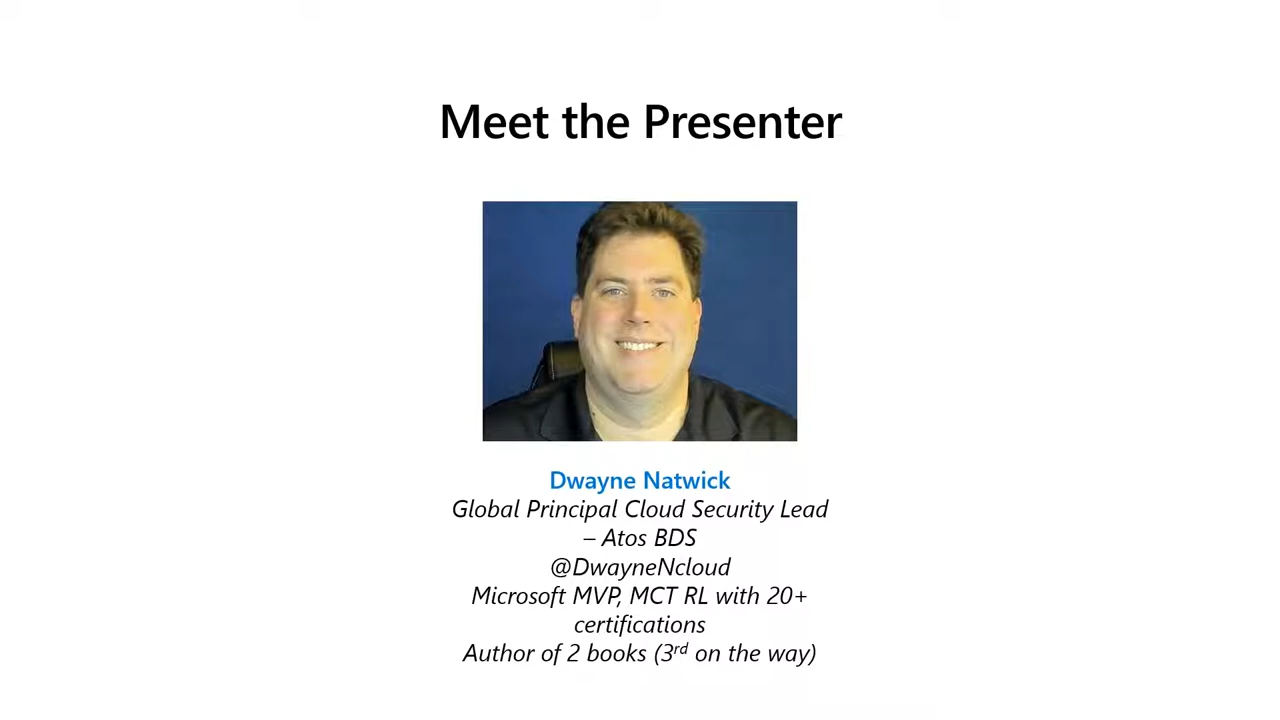 Meet the Presenter
Dwayne Natwick
Global Principal Cloud Security Lead
– Atos BDS
@DwayneNcloud
Microsoft MVP, MCT RL with 20+
certifications
Author of 2 books (3rd on the way)